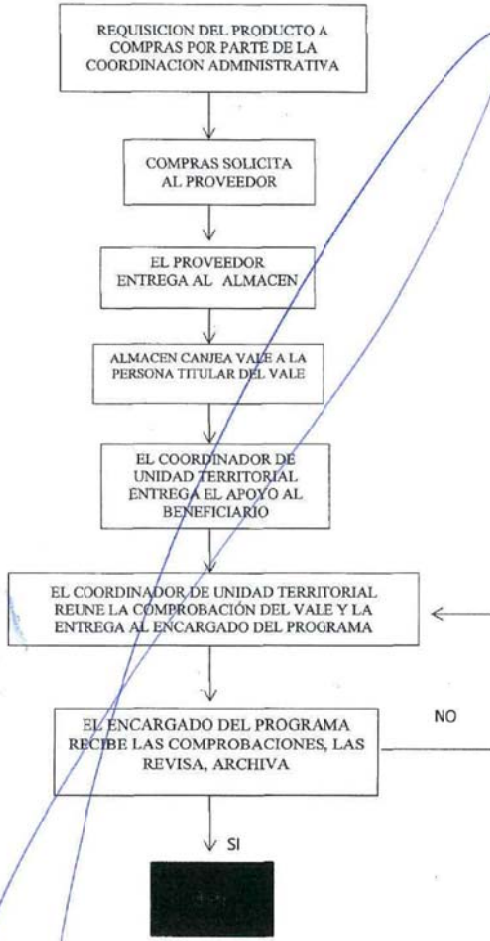 REQUISICION DEL PRODUCTO A
COMPRAS POR PARTE DE LA
COORDINACION ADMINISTRATIVA
COMPRAS SOLICITA
AL PROVEEDOR
EL PROVEEDOR
ENTREGA AL ALMACEN
ALMACEN CANJEA VALE A LA
PERSONA TITULAR DEL VALE
EL COORDINADOR DE
UNIDAD TERRITORIAL
ENTREGA EL APOYO AL
BENEFICIARIO
EL COORDINADOR DE UNIDAD TERRITORIAL
REUNE LA COMPROBACIÓN DEL VALE Y LA
ENTREGA AL ENCARGADO DEL PROGRAMA
EL ENCARGADO DEL PROGRAMA
RECIBE LAS COMPROBACIONES, LAS
REVISA, ARCHIVA
NO
SI